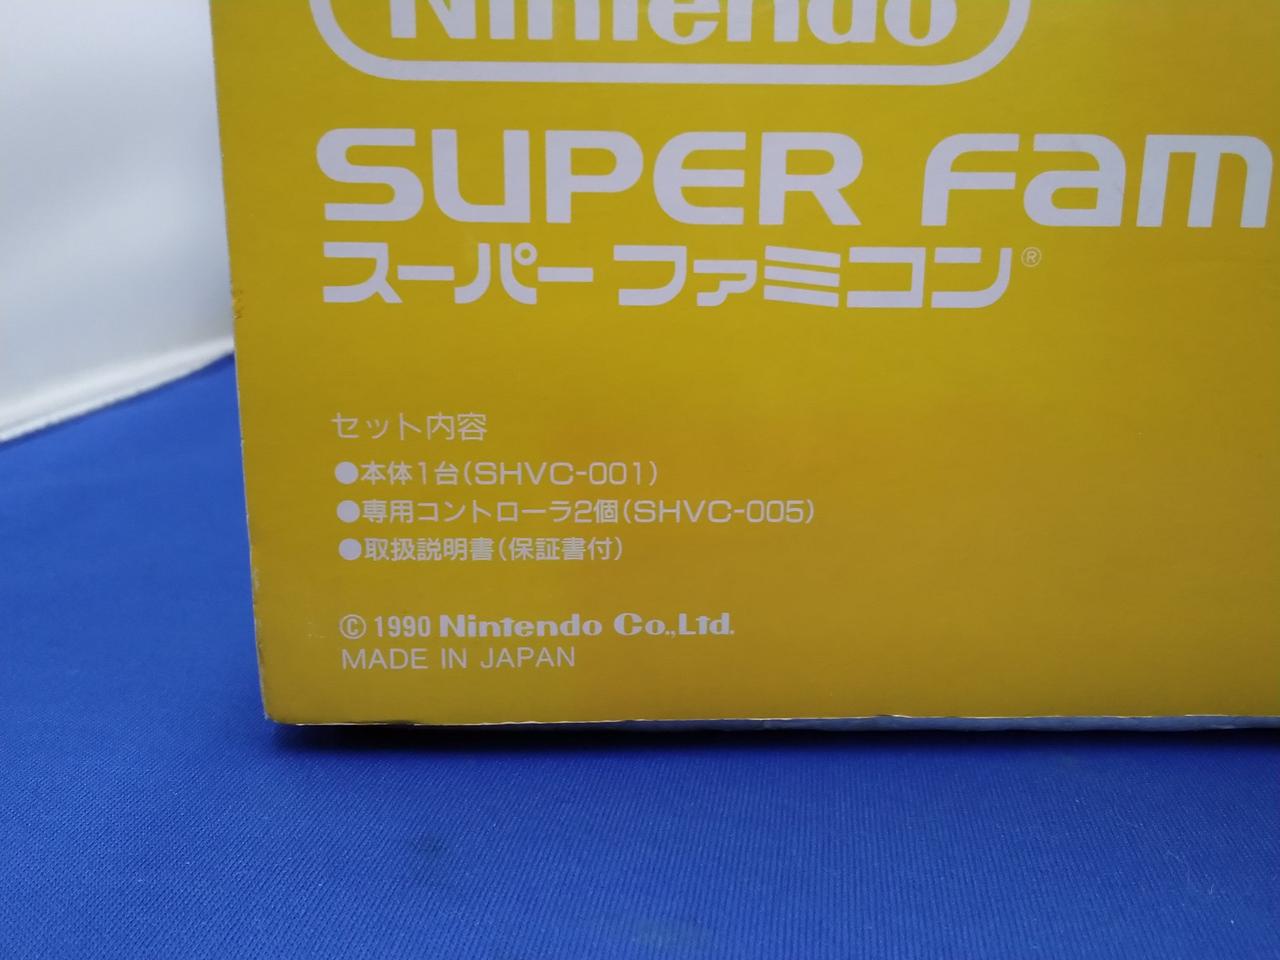 Nintendo
SUPER Fam
スーパーファミコン®
セット内容
●本体1台(SHVC-001)
●専用コントローラ2個(SHVC-005)
●取扱説明書(保証書付)
© 1990 Nintendo Co.,Ltd.
MADE IN JAPAN